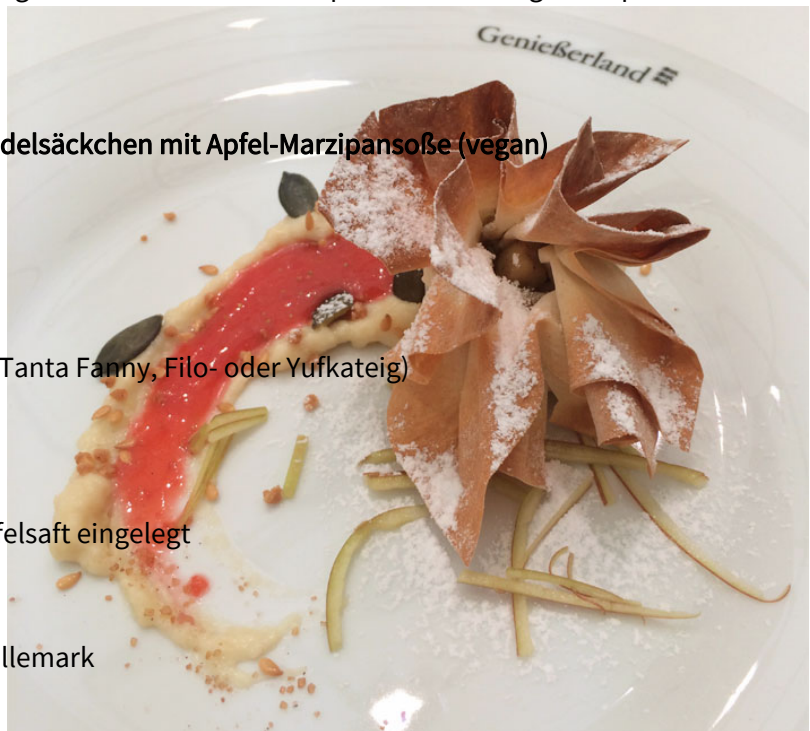 Genießerland
delsäckchen mit Apfel-Marzipansoße (vegan)
Tanta Fanny, Filo- oder Yufkateig)
felsaft eingelegt
llemark